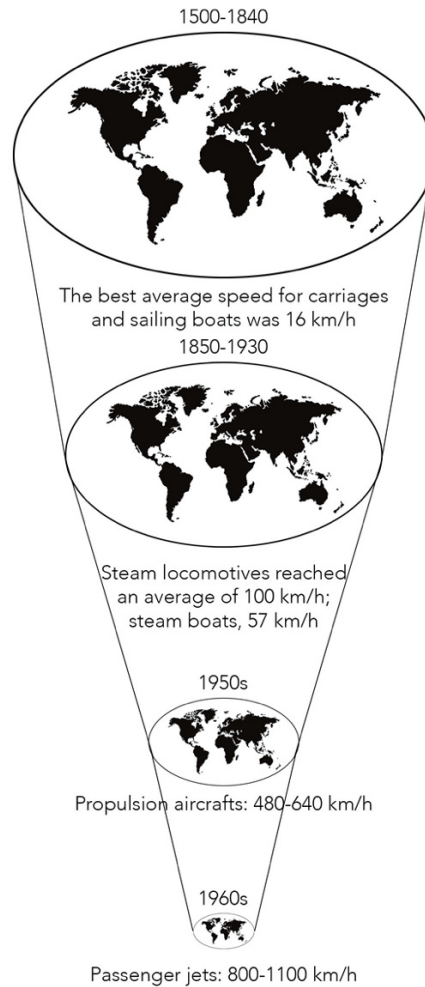 1500-1840
The best average speed for carriages
and sailing boats was 16 km/h
1850-1930
Steam locomotives reached
an average of 100 km/h;
steam boats, 57 km/h
1950s
Propulsion aircrafts: 480-640 km/h
1960s
Passenger jets: 800-1100 km/h